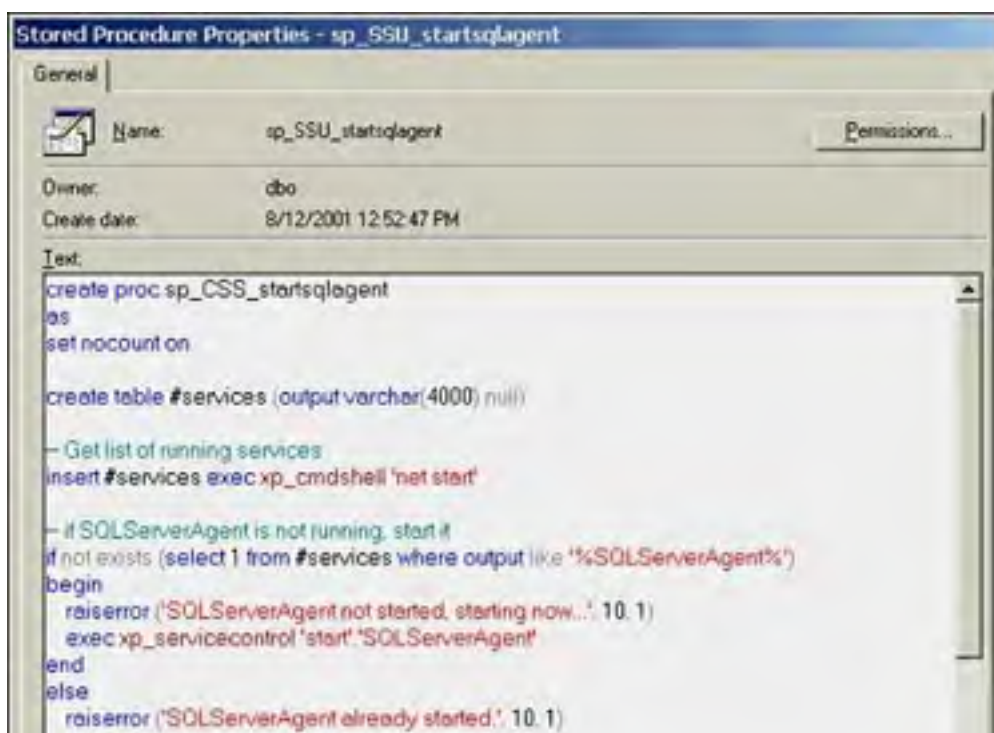 Stored Procedure Properties - sp_SSU_startsqlagent
General
Name: sp_SSU_startsqlagent Permissions...
Owner: dbo
Create date: 8/12/2001 12:52:47 PM
Text:
create proc sp_CSS_startsqlagent
as
set nocount on
create table #services (output varchar(4000) null)
-- Get list of running services
insert #services exec xp_cmdshell 'net start'
-- if SQLServerAgent is not running, start it
if not exists (select 1 from #services where output like '%SQLServerAgent%')
begin
raiserror ('SQLServerAgent not started, starting now...', 10, 1)
exec xp_servicecontrol 'start','SQLServerAgent'
end
else
raiserror ('SQLServerAgent already started.', 10, 1)